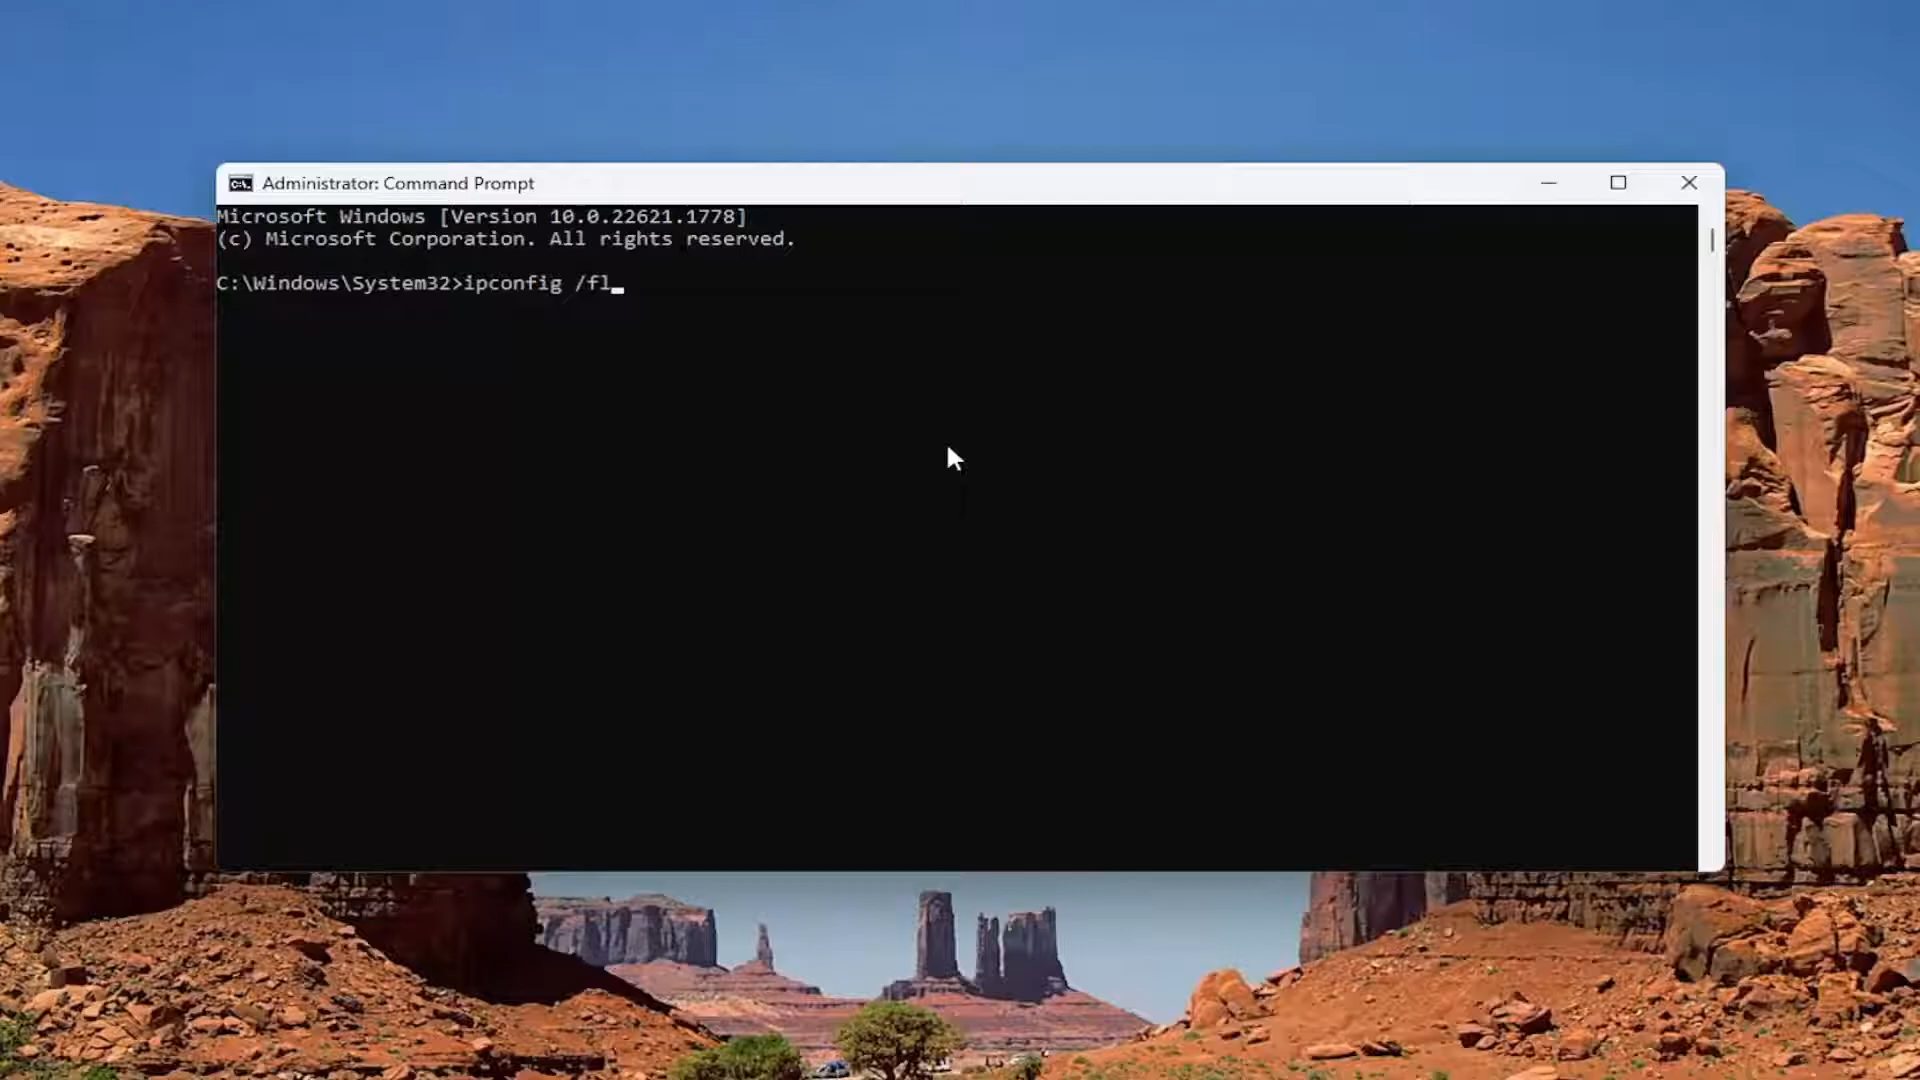 Administrator: Command Prompt
Microsoft Windows [Version 10.0.22621.1778]
(c) Microsoft Corporation. All rights reserved.
C:\Windows\System32>ipconfig /fl